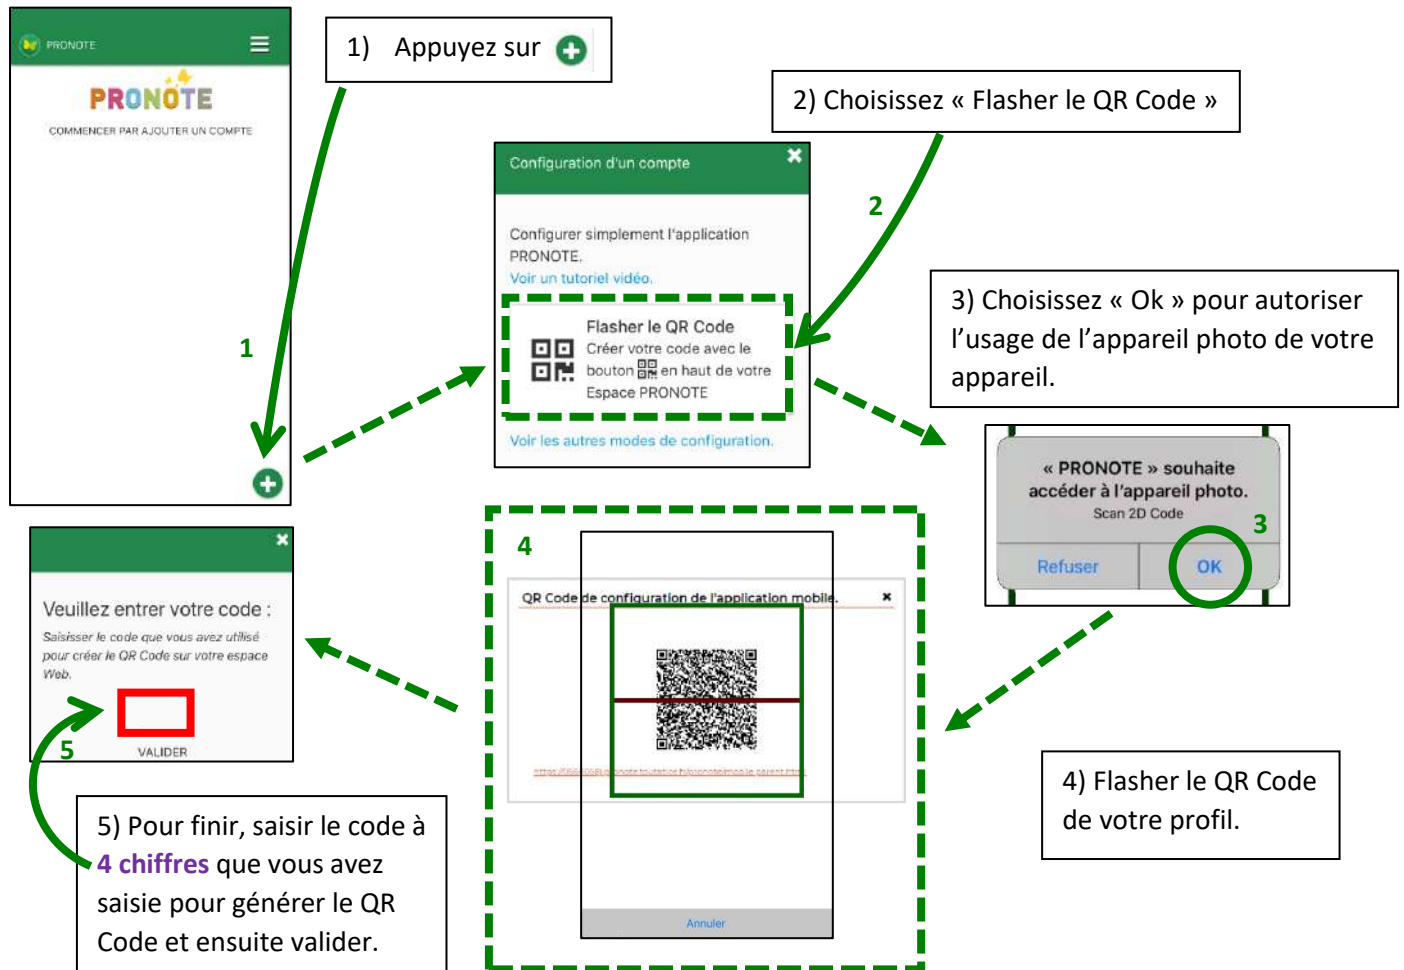 PRONOTE
PRONOTE
COMMENCER PAR AJOUTER UN COMPTE
1) Appuyez sur
1
2) Choisissez « Flasher le QR Code »
2
Configuration d'un compte
Configurer simplement l'application
PRONOTE.
Voir un tutoriel vidéo.
Flasher le QR Code
Créer votre code avec le
bouton en haut de votre
Espace PRONOTE
Voir les autres modes de configuration.
3) Choisissez « Ok » pour autoriser
l'usage de l'appareil photo de votre
appareil.
« PRONOTE » souhaite
accéder à l'appareil photo.
Scan 2D Code
3
Refuser
OK
4
QR Code de configuration de l'application mobile.
Annuler
4) Flasher le QR Code
de votre profil.
Veuillez entrer votre code :
Saisisser le code que vous avez utilisé
pour créer le QR Code sur votre espace
Web.
VALIDER
5
5) Pour finir, saisir le code à
4 chiffres que vous avez
saisie pour générer le QR
Code et ensuite valider.